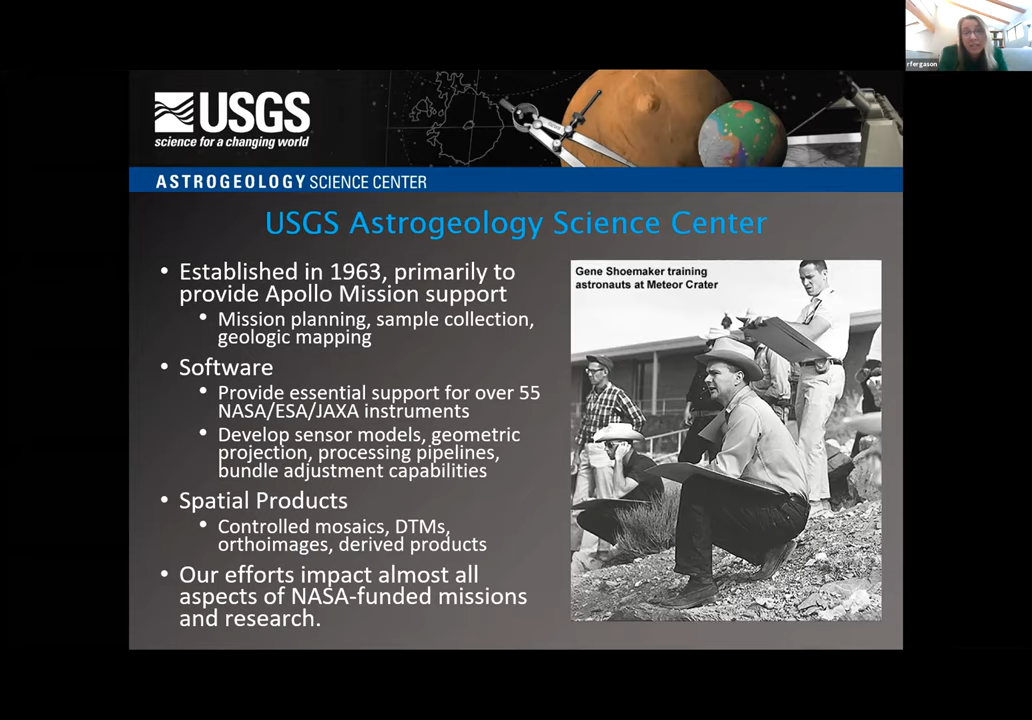 rfergason
USGS
science for a changing world
ASTROGEOLOGY SCIENCE CENTER
USGS Astrogeology Science Center
• Established in 1963, primarily to
provide Apollo Mission support
• Mission planning, sample collection,
geologic mapping
• Software
• Provide essential support for over 55
NASA/ESA/JAXA instruments
• Develop sensor models, geometric
projection, processing pipelines,
bundle adjustment capabilities
• Spatial Products
• Controlled mosaics, DTMs,
orthoimages, derived products
• Our efforts impact almost all
aspects of NASA-funded missions
and research.
Gene Shoemaker training
astronauts at Meteor Crater